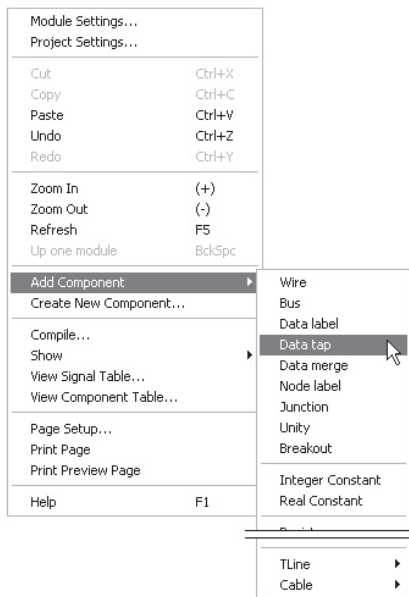 Module Settings...
Project Settings...
Cut Ctrl+X
Copy Ctrl+C
Paste Ctrl+V
Undo Ctrl+Z
Redo Ctrl+Y
Zoom In (+)
Zoom Out (-)
Refresh F5
Up one module BckSpc
Add Component
Create New Component...
Compile...
Show
View Signal Table...
View Component Table...
Page Setup...
Print Page
Print Preview Page
Help F1
Wire
Bus
Data label
Data tap
Data merge
Node label
Junction
Unity
Breakout
Integer Constant
Real Constant
TLine
Cable